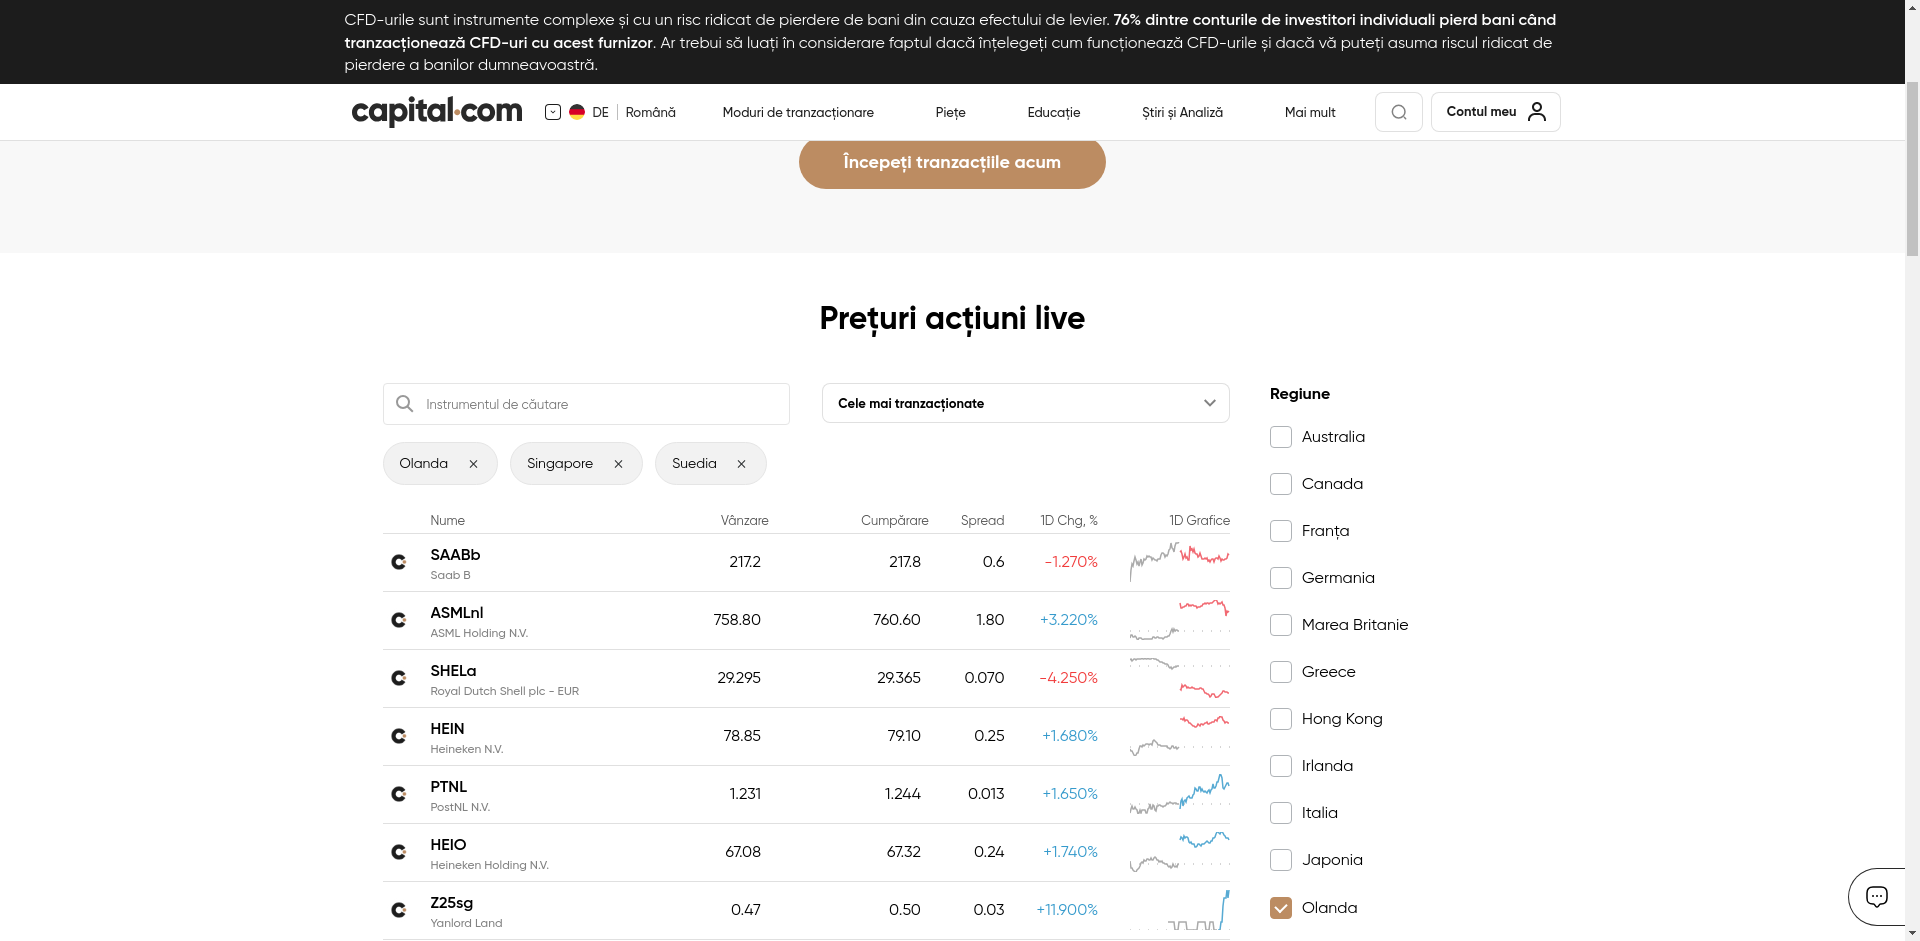 CFD-urile sunt instrumente complexe și cu un risc ridicat de pierdere de bani din cauza efectului de levier. 76% dintre conturile de investitori individuali pierd bani când
tranzacționează CFD-uri cu acest furnizor. Ar trebui să luați în considerare faptul dacă înțelegeți cum funcționează CFD-urile și dacă vă puteți asuma riscul ridicat de
pierdere a banilor dumneavoastră.
capital.com DE Română Moduri de tranzacționare Piețe Educație Știri și Analiză Mai mult Contul meu
Începeți tranzacțiile acum
Prețuri acțiuni live
Instrumentul de căutare
Cele mai tranzacționate
Olanda Singapore Suedia
Nume Vânzare Cumpărare Spread 1D Chg, % 1D Grafice
SAABb 217.2 217.8 0.6 -1.270%
Saab B
ASMLnl 758.80 760.60 1.80 +3.220%
ASML Holding N.V.
SHELa 29.295 29.365 0.070 -4.250%
Royal Dutch Shell plc - EUR
HEIN 78.85 79.10 0.25 +1.680%
Heineken N.V.
PTNL 1.231 1.244 0.013 +1.650%
PostNL N.V.
HEIO 67.08 67.32 0.24 +1.740%
Heineken Holding N.V.
Z25sg 0.47 0.50 0.03 +11.900%
Yanlord Land
Regiune
Australia
Canada
Franța
Germania
Marea Britanie
Greece
Hong Kong
Irlanda
Italia
Japonia
Olanda